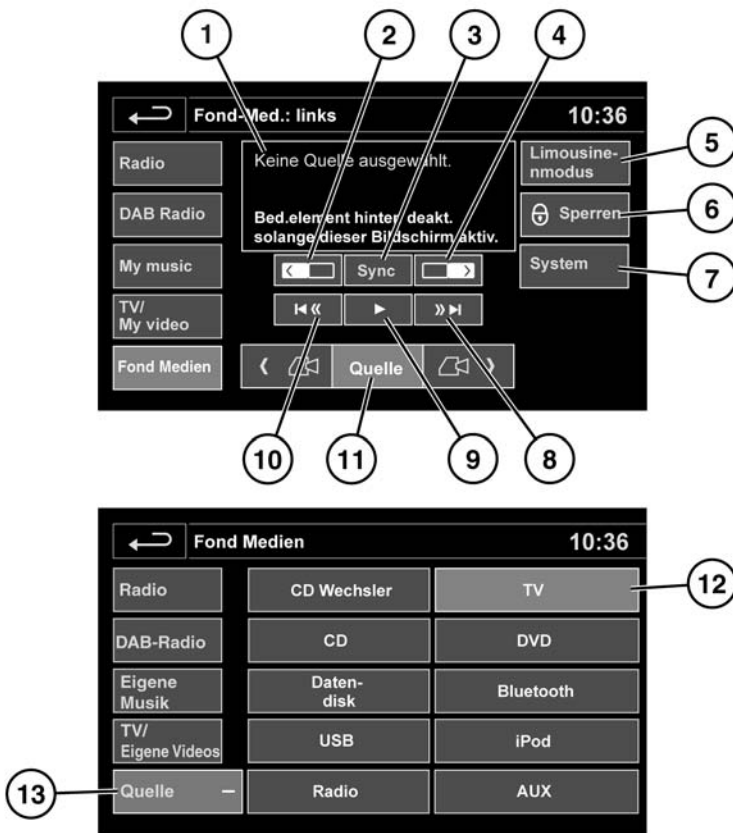 1 2 3 4
Fond-Med.: links 10:36
Radio
DAB Radio
My music
TV/
My video
Fond Medien
Keine Quelle ausgewählt.
Bed.element hinten deakt.
solange dieser Bildschirm aktiv.
Sync
Quelle
Limousine-
nmodus
Sperren
System
5
6
7
10 11 9 8
Fond Medien 10:36
Radio CD Wechsler TV
DAB-Radio CD DVD
Eigene
Musik
Daten-
disk
Bluetooth
TV/
Eigene Videos
USB iPod
Quelle – Radio AUX
12
13